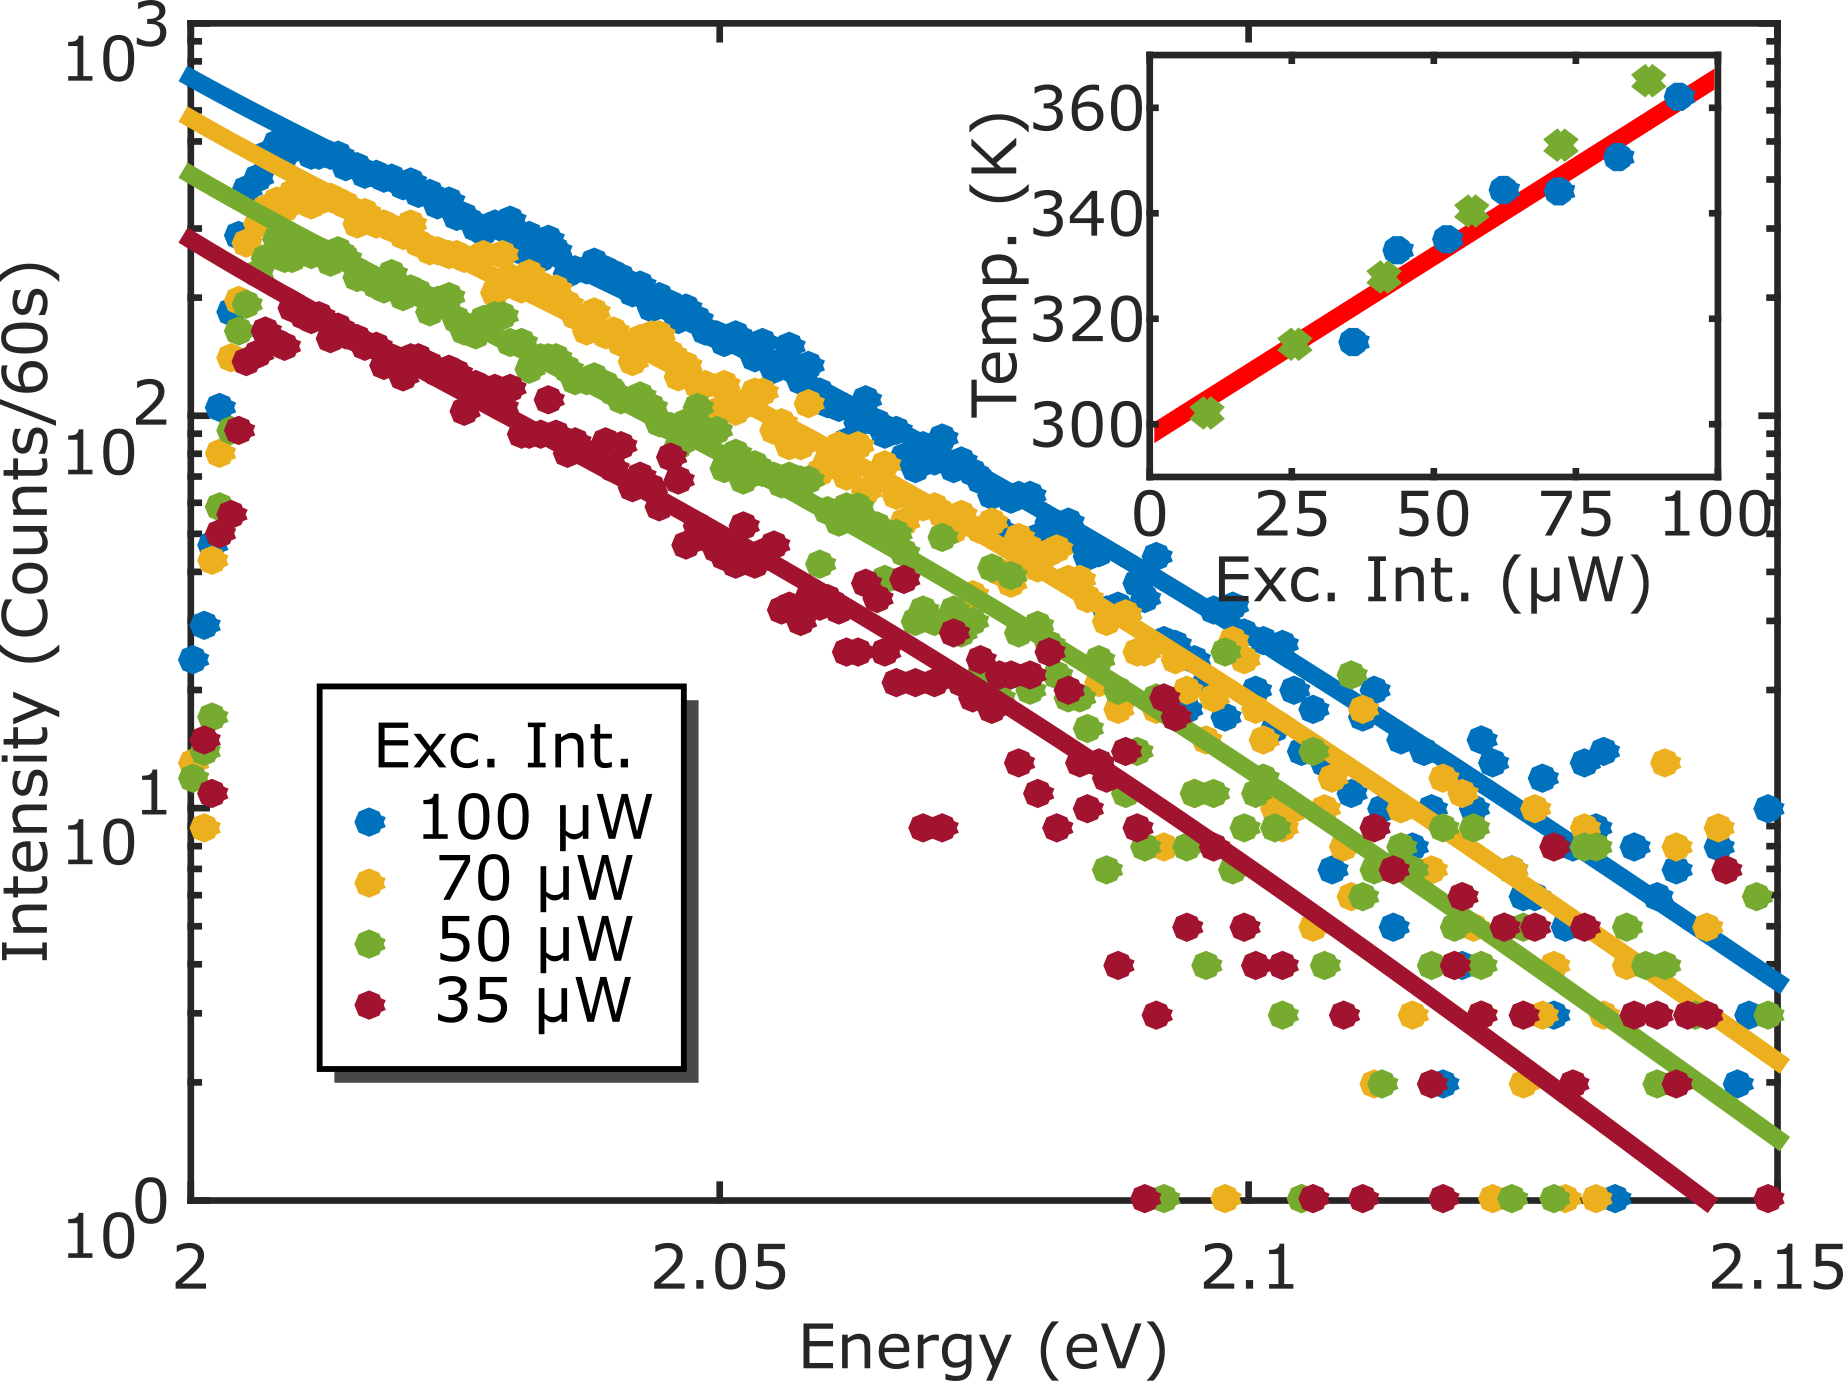 10^3
10^2
10^1
10^0
Intensity (Counts/60s)
2
2.05
2.1
2.15
Energy (eV)
Exc. Int.
100 µW
70 µW
50 µW
35 µW
360
340
320
300
Temp. (K)
0
25
50
75
100
Exc. Int. (µW)